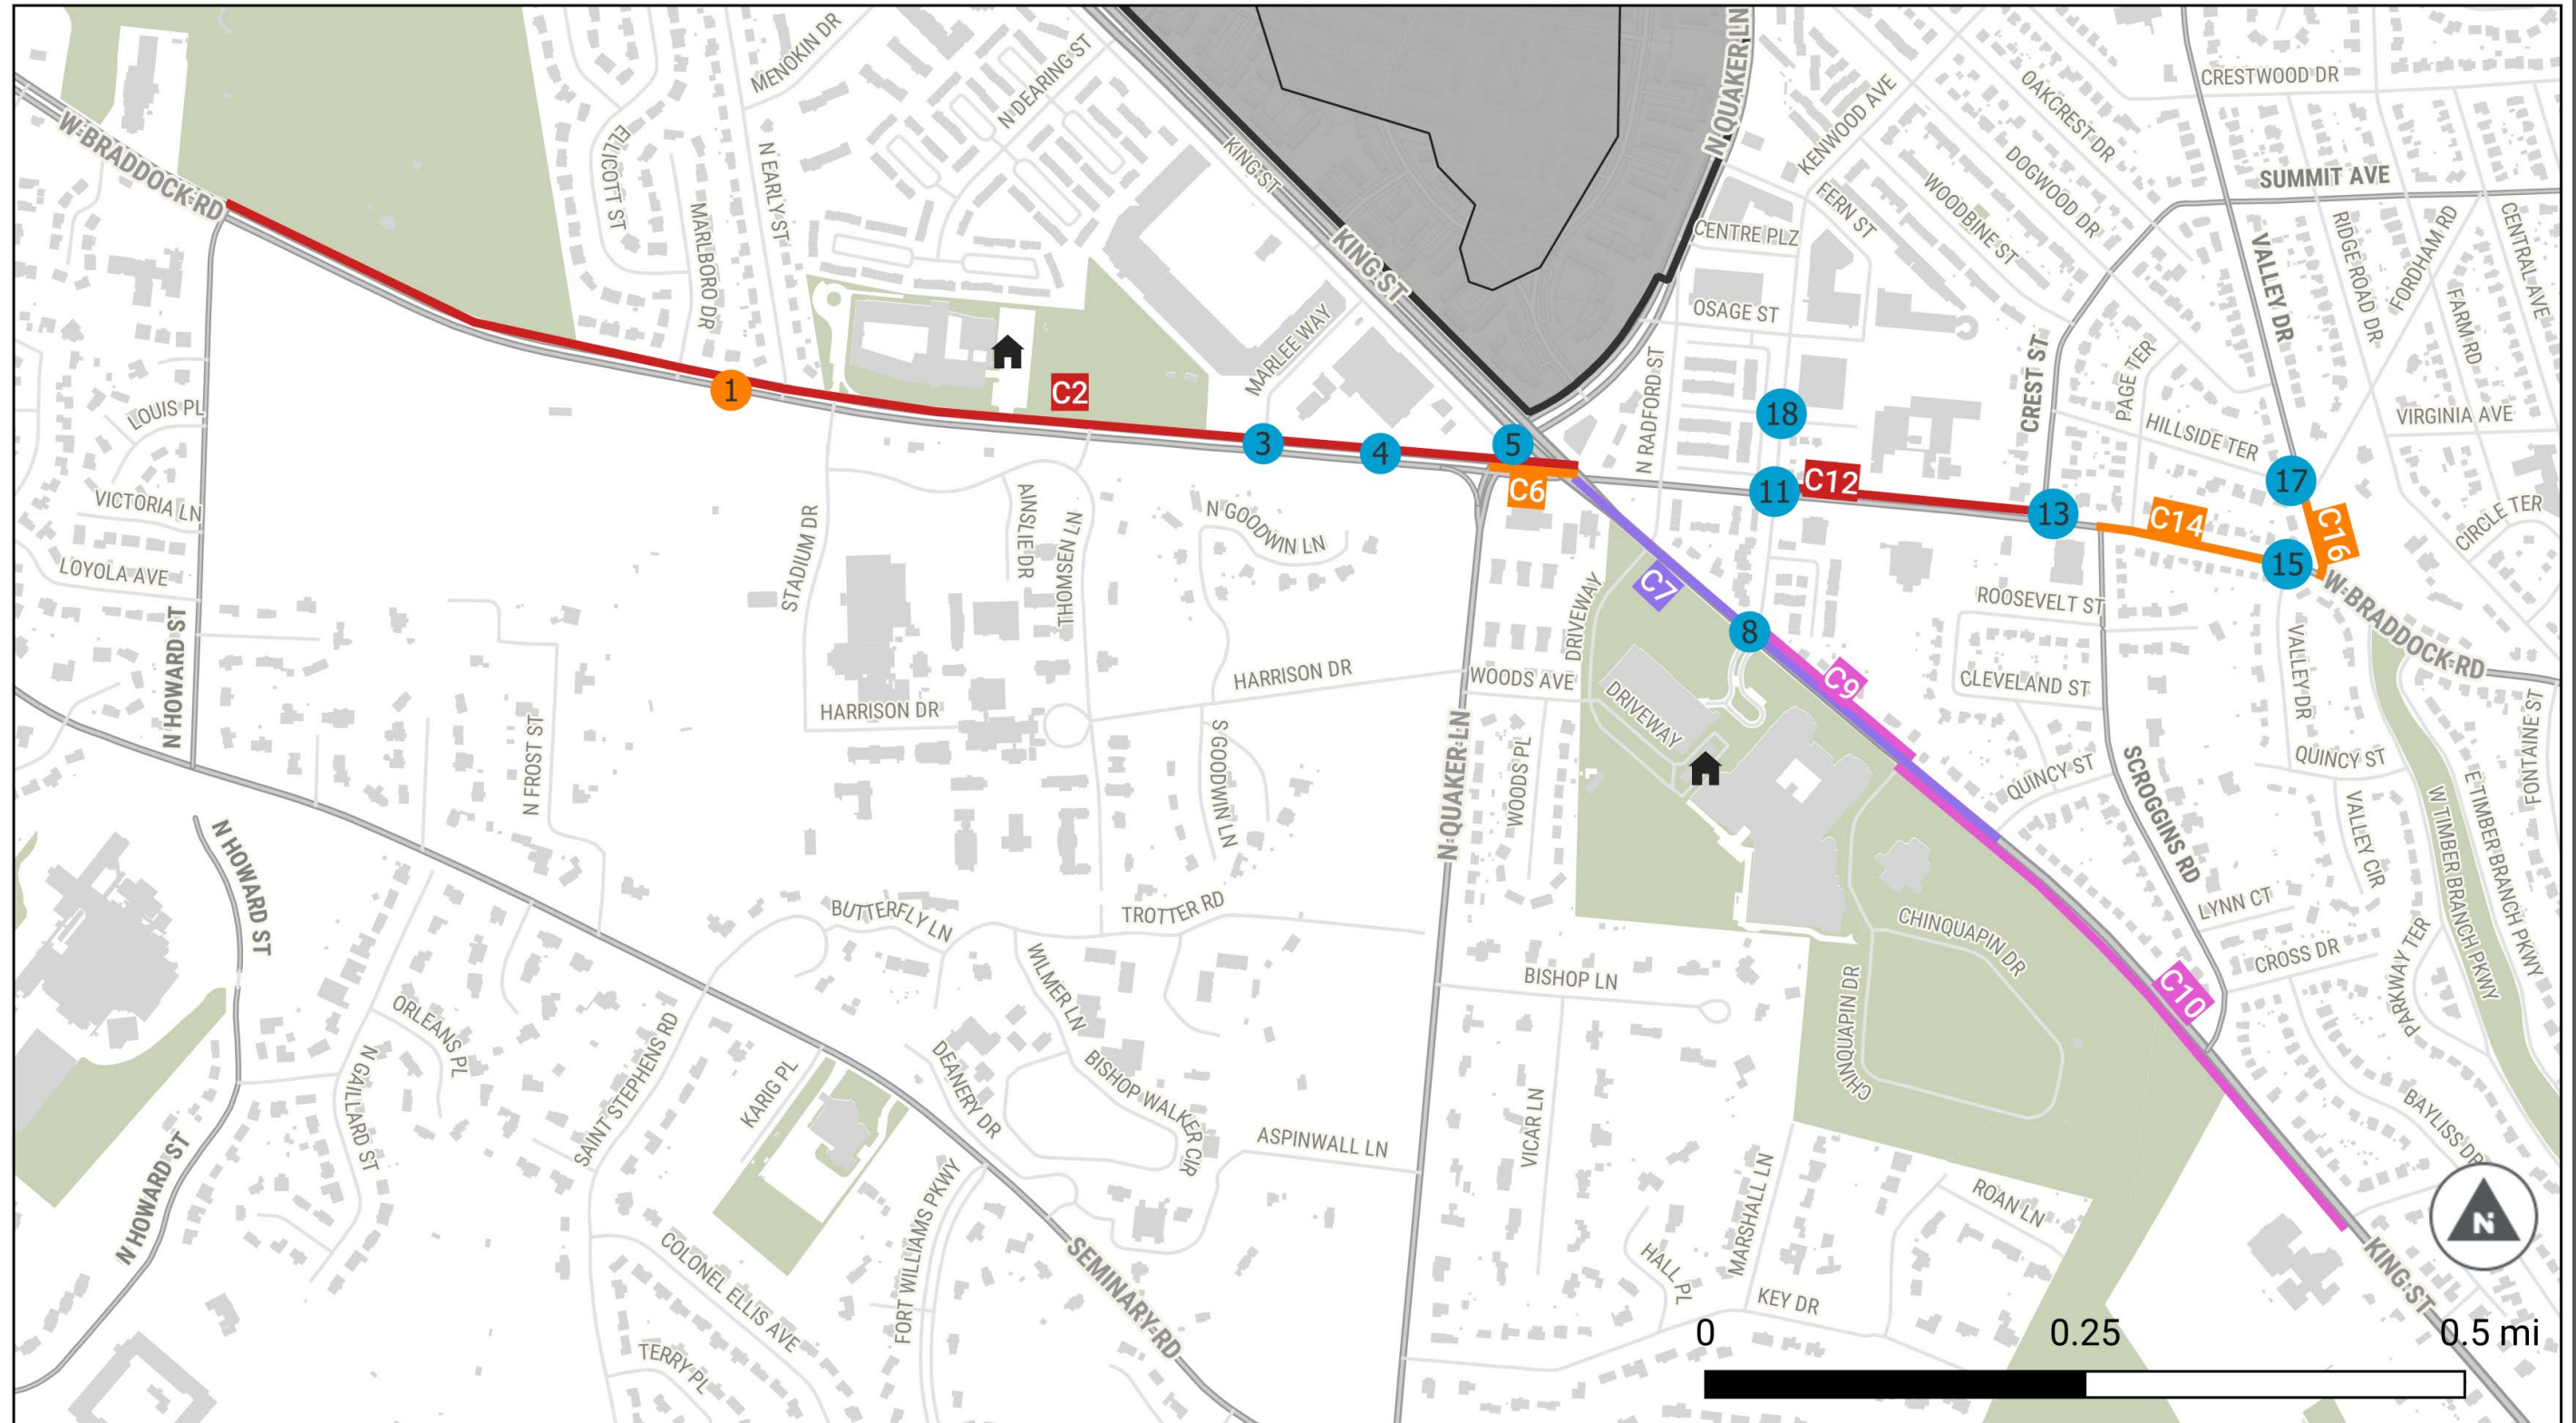 MENOKIN DR
N DEARING ST
N QUAKER LN
CRESTWOOD DR
OAKCREST DR
KENWOOD AVE
W BRADDOCK RD
ELLICOTT ST
N EARLY ST
KING ST
DOGWOOD DR
SUMMIT AVE
WOODBINE ST
FERN ST
MARLBORO DR
CENTRE PLZ
KING ST
VALLEY DR
RIDGE ROAD DR
FORDHAM RD
CENTRAL AVE
FARM RD
OSAGE ST
MARLEE WAY
C2
1
N RADFORD ST
CREST ST
PAGE TER
LOUIS PL
18
VIRGINIA AVE
HILLSIDE TER
3
4
5
C6
11
C12
13
17
C14
C16
15
VICTORIA LN
AINSLIE DR
THOMSEN LN
N GOODWIN LN
CIRCLE TER
STADIUM DR
LOYOLA AVE
C7
DRIVEWAY
ROOSEVELT ST
W BRADDOCK RD
8
N HOWARD ST
HARRISON DR
WOODS AVE
C9
CLEVELAND ST
VALLEY DR
HARRISON DR
DRIVEWAY
N FROST ST
S GOODWIN LN
N QUAKER LN
WOODS PL
QUINCY ST
QUINCY ST
SCROGGINS RD
FONTAINE ST
E TIMBER BRANCH PKWY
W TIMBER BRANCH PKWY
VALLEY CIR
N HOWARD ST
BUTTERFLY LN
TROTTER RD
LYNN CT
CHINQUAPIN DR
CROSS DR
WILMER LN
BISHOP LN
C10
PARKWAY TER
ORLEANS PL
CHINQUAPIN DR
SAINT STEPHENS RD
N GAILLARD ST
KARIG PL
DEANERY DR
BISHOP WALKER CIR
VICAR LN
BAYLISS DR
ASPINWALL LN
N HOWARD ST
MARSHALL LN
ROAN LN
N
FORT WILLIAMS PKWY
COLONEL ELLIS AVE
SEMINARY RD
HALL PL
KING ST
KEY DR
TERRY PL
0 0.25 0.5 mi